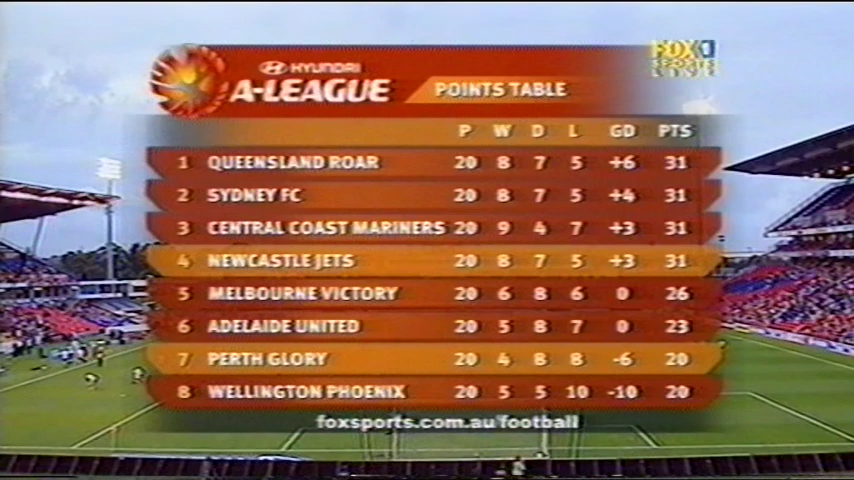 FOX SPORTS 1
LIVE
HYUNDAI
A-LEAGUE
POINTS TABLE
P W D L GD PTS
1 QUEENSLAND ROAR 20 8 7 5 +6 31
2 SYDNEY FC 20 8 7 5 +4 31
3 CENTRAL COAST MARINERS 20 9 4 7 +3 31
4 NEWCASTLE JETS 20 8 7 5 +3 31
5 MELBOURNE VICTORY 20 6 8 6 0 26
6 ADELAIDE UNITED 20 5 8 7 0 23
7 PERTH GLORY 20 4 8 8 -6 20
8 WELLINGTON PHOENIX 20 5 5 10 -10 20
foxsports.com.au/football